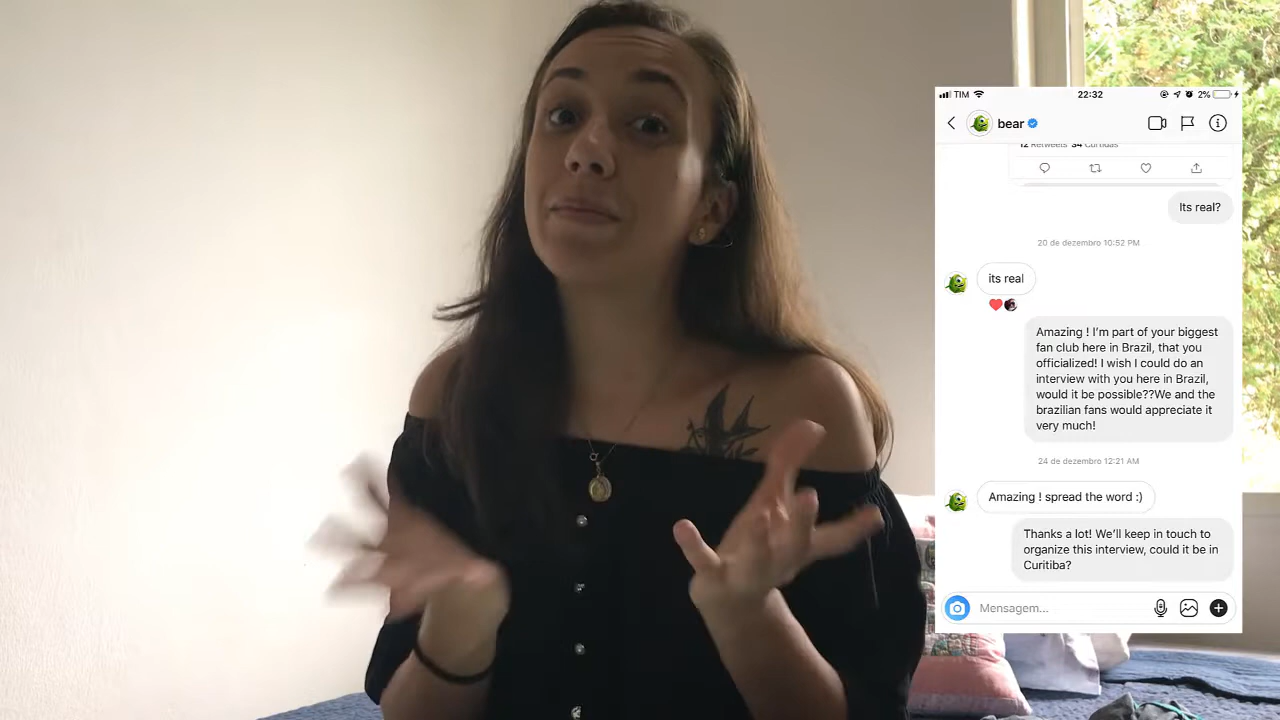 TIM 22:32 2%
bear
12 Retweets 34 Curtidas
Its real?
20 de dezembro 10:52 PM
its real
Amazing ! I'm part of your biggest
fan club here in Brazil, that you
officialized! I wish I could do an
interview with you here in Brazil,
would it be possible??We and the
brazilian fans would appreciate it
very much!
24 de dezembro 12:21 AM
Amazing ! spread the word :)
Thanks a lot! We'll keep in touch to
organize this interview, could it be in
Curitiba?
Mensagem...